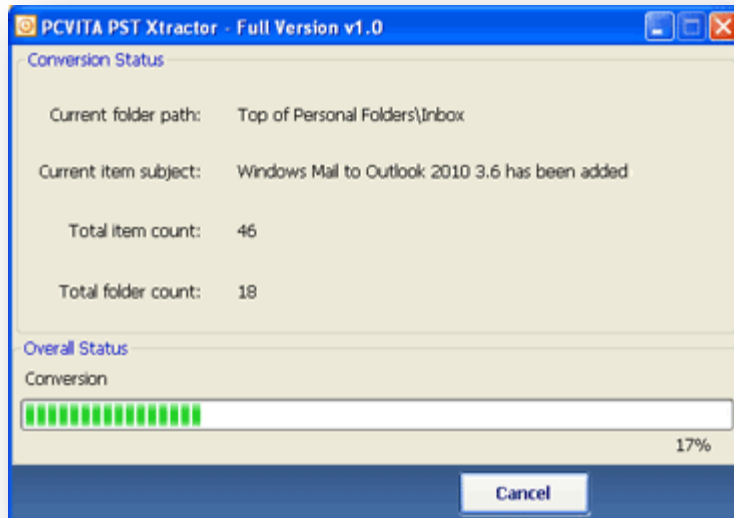 PCVITA PST Xtractor - Full Version v1.0
Conversion Status
Current folder path: Top of Personal Folders\Inbox
Current item subject: Windows Mail to Outlook 2010 3.6 has been added
Total item count: 46
Total folder count: 18
Overall Status
Conversion
17%
Cancel